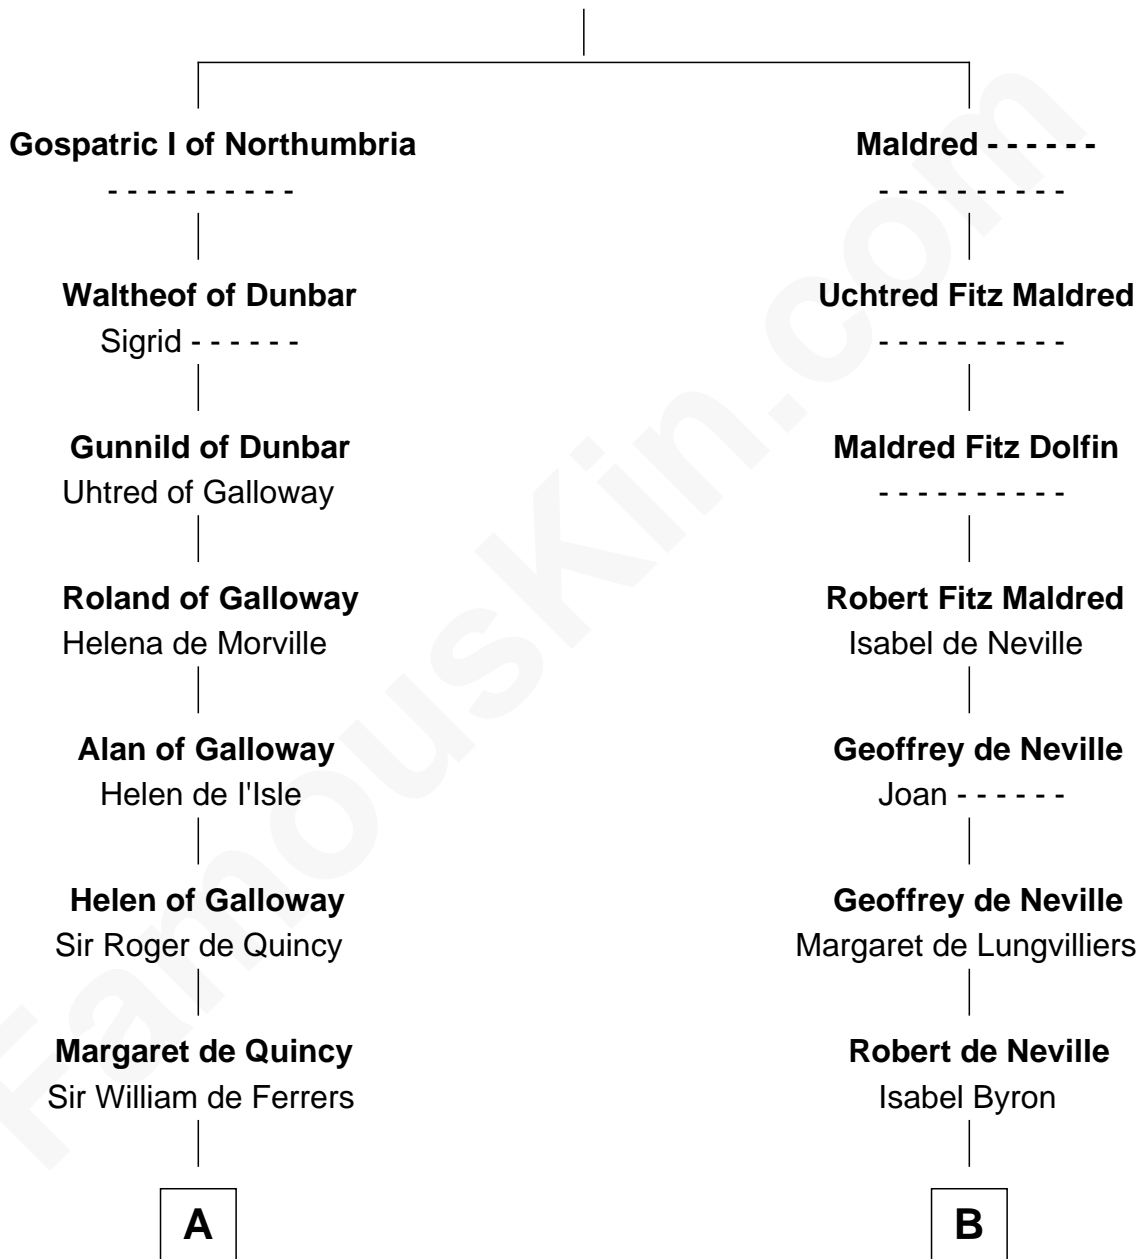 Gospatric I of Northumbria
- - - - - - - - - -
Waltheof of Dunbar
Sigrid - - - - - -
Gunnild of Dunbar
Uhtred of Galloway
Roland of Galloway
Helena de Morville
Alan of Galloway
Helen de I'Isle
Helen of Galloway
Sir Roger de Quincy
Margaret de Quincy
Sir William de Ferrers
A
Maldred - - - - - -
- - - - - - - - - -
Uchtred Fitz Maldred
- - - - - - - - - -
Maldred Fitz Dolfin
- - - - - - - - - -
Robert Fitz Maldred
Isabel de Neville
Geoffrey de Neville
Joan - - - - - -
Geoffrey de Neville
Margaret de Lungvilliers
Robert de Neville
Isabel Byron
B
FamousKin.com